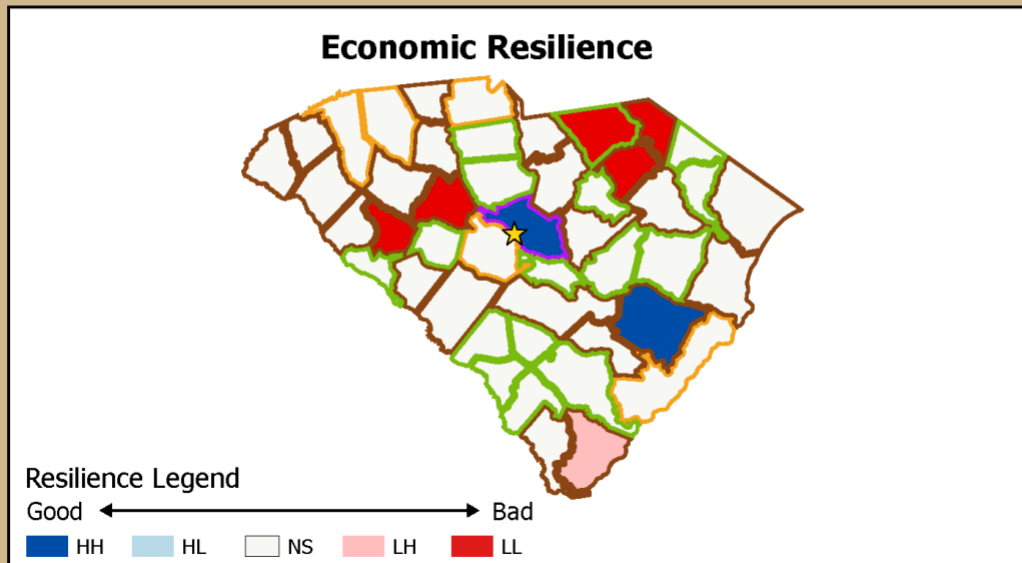 Economic Resilience
Resilience Legend
Good Bad
HH HL NS LH LL